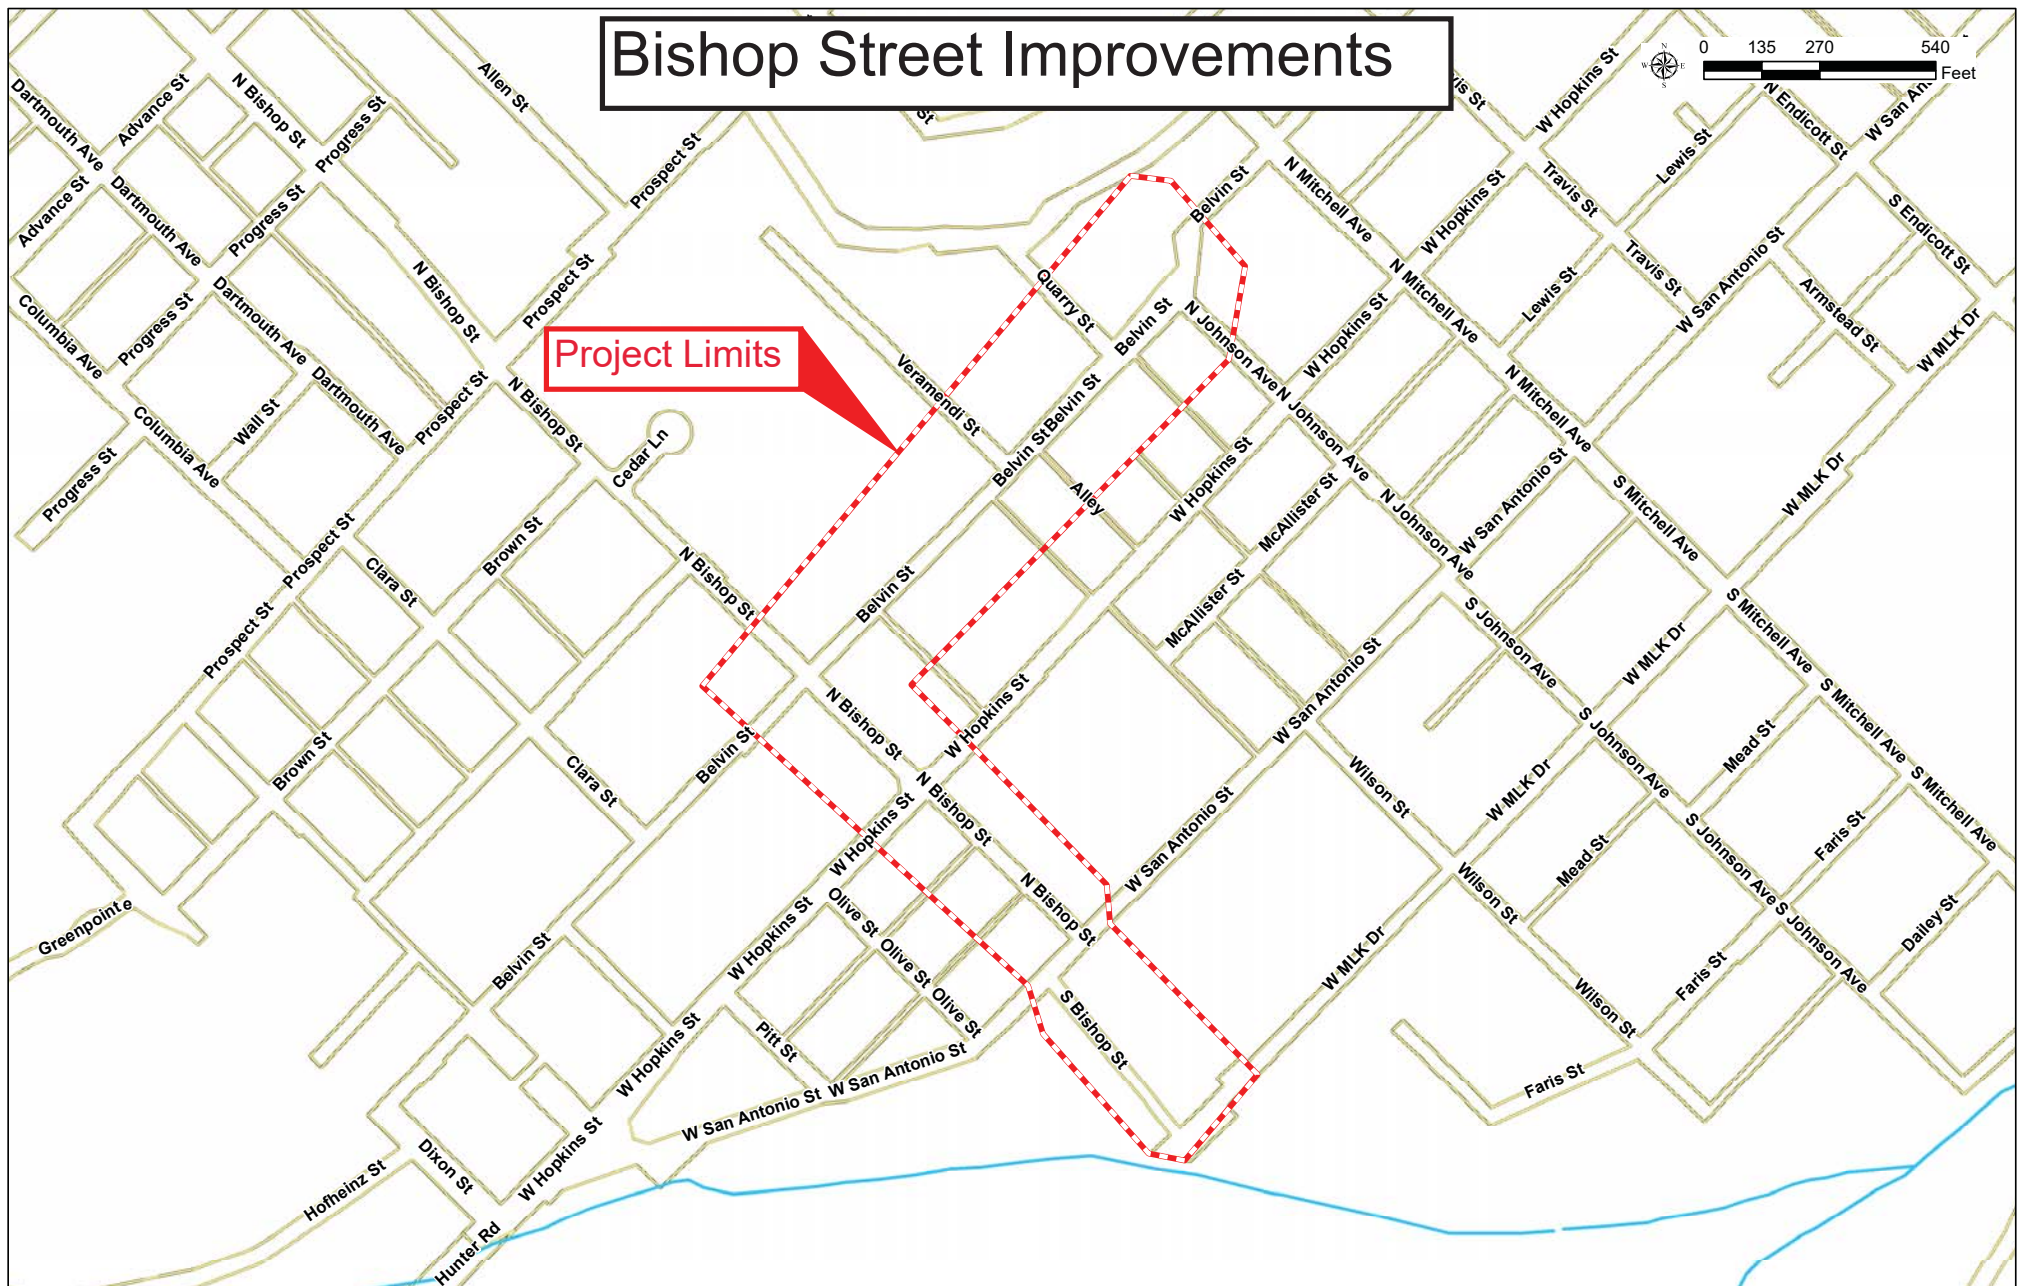 Bishop Street Improvements
N
W
E
S
0 135 270 540
Feet
Project Limits
Allen St
Dartmouth Ave
Advance St
N Bishop St
Progress St
Prospect St
Advance St
Dartmouth Ave
Progress St
N Bishop St
Prospect St
Columbia Ave
Progress St
Dartmouth Ave
Dartmouth Ave
Prospect St
N Bishop St
Wall St
Columbia Ave
Progress St
Cedar Ln
Prospect St
Clara St
Brown St
N Bishop St
Prospect St
Brown St
Clara St
Belvin St
Greenpointe
Belvin St
Hofheinz St
Dixon St
Hunter Rd
W Hopkins St
W Hopkins St
Pitt St
W San Antonio St
W San Antonio St
W Hopkins St
Olive St
Olive St
Olive St
W Hopkins St
N Bishop St
N Bishop St
N Bishop St
S Bishop St
W Hopkins St
Belvin St
Veramendi St
Belvin St
Belvin St
Belvin St
Quarry St
Belvin St
St
N Johnson Ave
Alley
W Hopkins St
W Hopkins St
N Johnson Ave
McAllister St
McAllister St
N Johnson Ave
W San Antonio St
W San Antonio St
W San Antonio St
N Mitchell Ave
N Mitchell Ave
N Mitchell Ave
W Hopkins St
W Hopkins St
Travis St
Travis St
Lewis St
Lewis St
N Endicott St
S Endicott St
W San Antonio St
Armstead St
W MLK Dr
W MLK Dr
S Mitchell Ave
S Mitchell Ave
S Mitchell Ave
S Mitchell Ave
S Johnson Ave
S Johnson Ave
S Johnson Ave
S Johnson Ave
W MLK Dr
W MLK Dr
W MLK Dr
Wilson St
Wilson St
Wilson St
Mead St
Mead St
Faris St
Faris St
Faris St
Dailey St